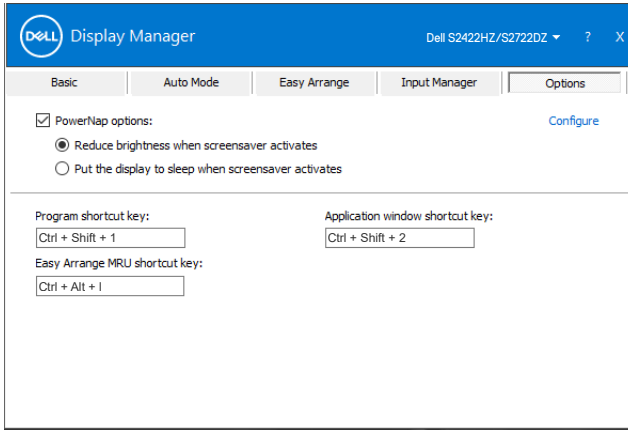 DELL Display Manager Dell S2422HZ/S2722DZ ? X
Basic Auto Mode Easy Arrange Input Manager Options
PowerNap options: Configure
Reduce brightness when screensaver activates
Put the display to sleep when screensaver activates
Program shortcut key: Application window shortcut key:
Ctrl + Shift + 1 Ctrl + Shift + 2
Easy Arrange MRU shortcut key:
Ctrl + Alt + I